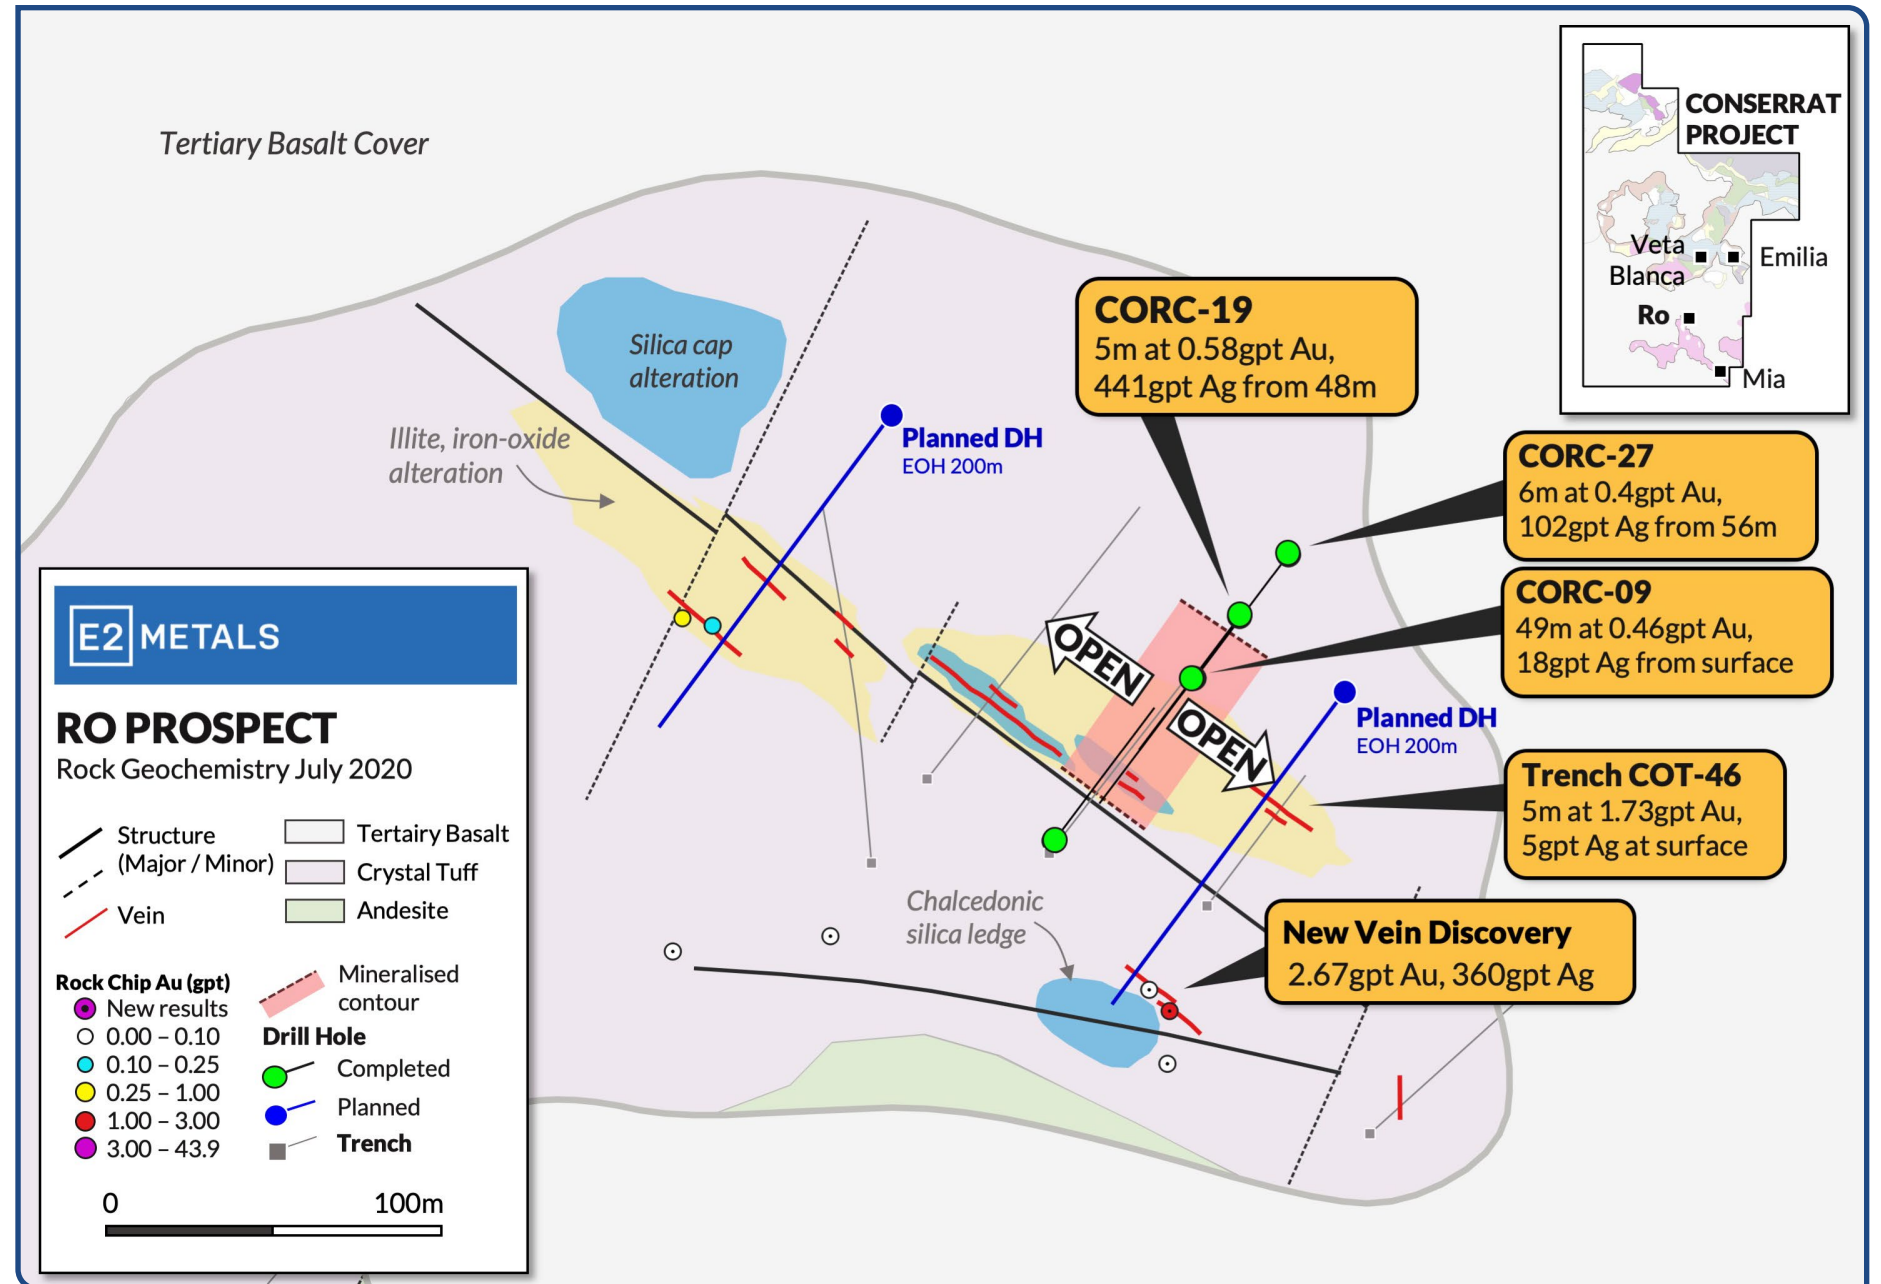 Tertiary Basalt Cover
CONSERRAT
PROJECT
Veta
Blanca
Emilia
Ro
Mia
Silica cap
alteration
Illite, iron-oxide
alteration
Planned DH
EOH 200m
CORC-19
5m at 0.58gpt Au,
441gpt Ag from 48m
CORC-27
6m at 0.4gpt Au,
102gpt Ag from 56m
CORC-09
49m at 0.46gpt Au,
18gpt Ag from surface
OPEN
OPEN
Planned DH
EOH 200m
Trench COT-46
5m at 1.73gpt Au,
5gpt Ag at surface
Chalcedonic
silica ledge
New Vein Discovery
2.67gpt Au, 360gpt Ag
E2 METALS
RO PROSPECT
Rock Geochemistry July 2020
Structure
(Major / Minor)
Vein
Tertairy Basalt
Crystal Tuff
Andesite
Rock Chip Au (gpt)
New results
0.00 – 0.10
0.10 – 0.25
0.25 – 1.00
1.00 – 3.00
3.00 – 43.9
Mineralised
contour
Drill Hole
Completed
Planned
Trench
0 100m